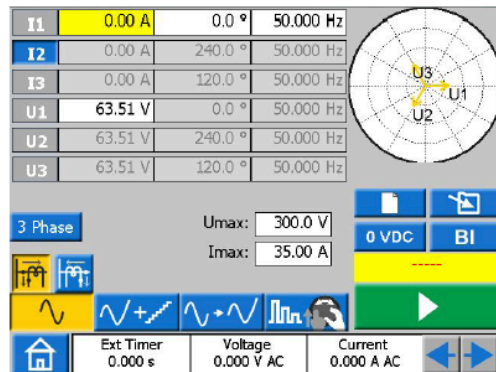 I1 0.00 A 0.0 ° 50.000 Hz
I2 0.00 A 240.0 ° 50.000 Hz
I3 0.00 A 120.0 ° 50.000 Hz
U1 63.51 V 0.0 ° 50.000 Hz
U2 63.51 V 240.0 ° 50.000 Hz
U3 63.51 V 120.0 ° 50.000 Hz
U3
U1
U2
3 Phase
Umax: 300.0 V
Imax: 35.00 A
0 VDC
BI
-----
Ext Timer
0.000 s
Voltage
0.000 V AC
Current
0.000 A AC